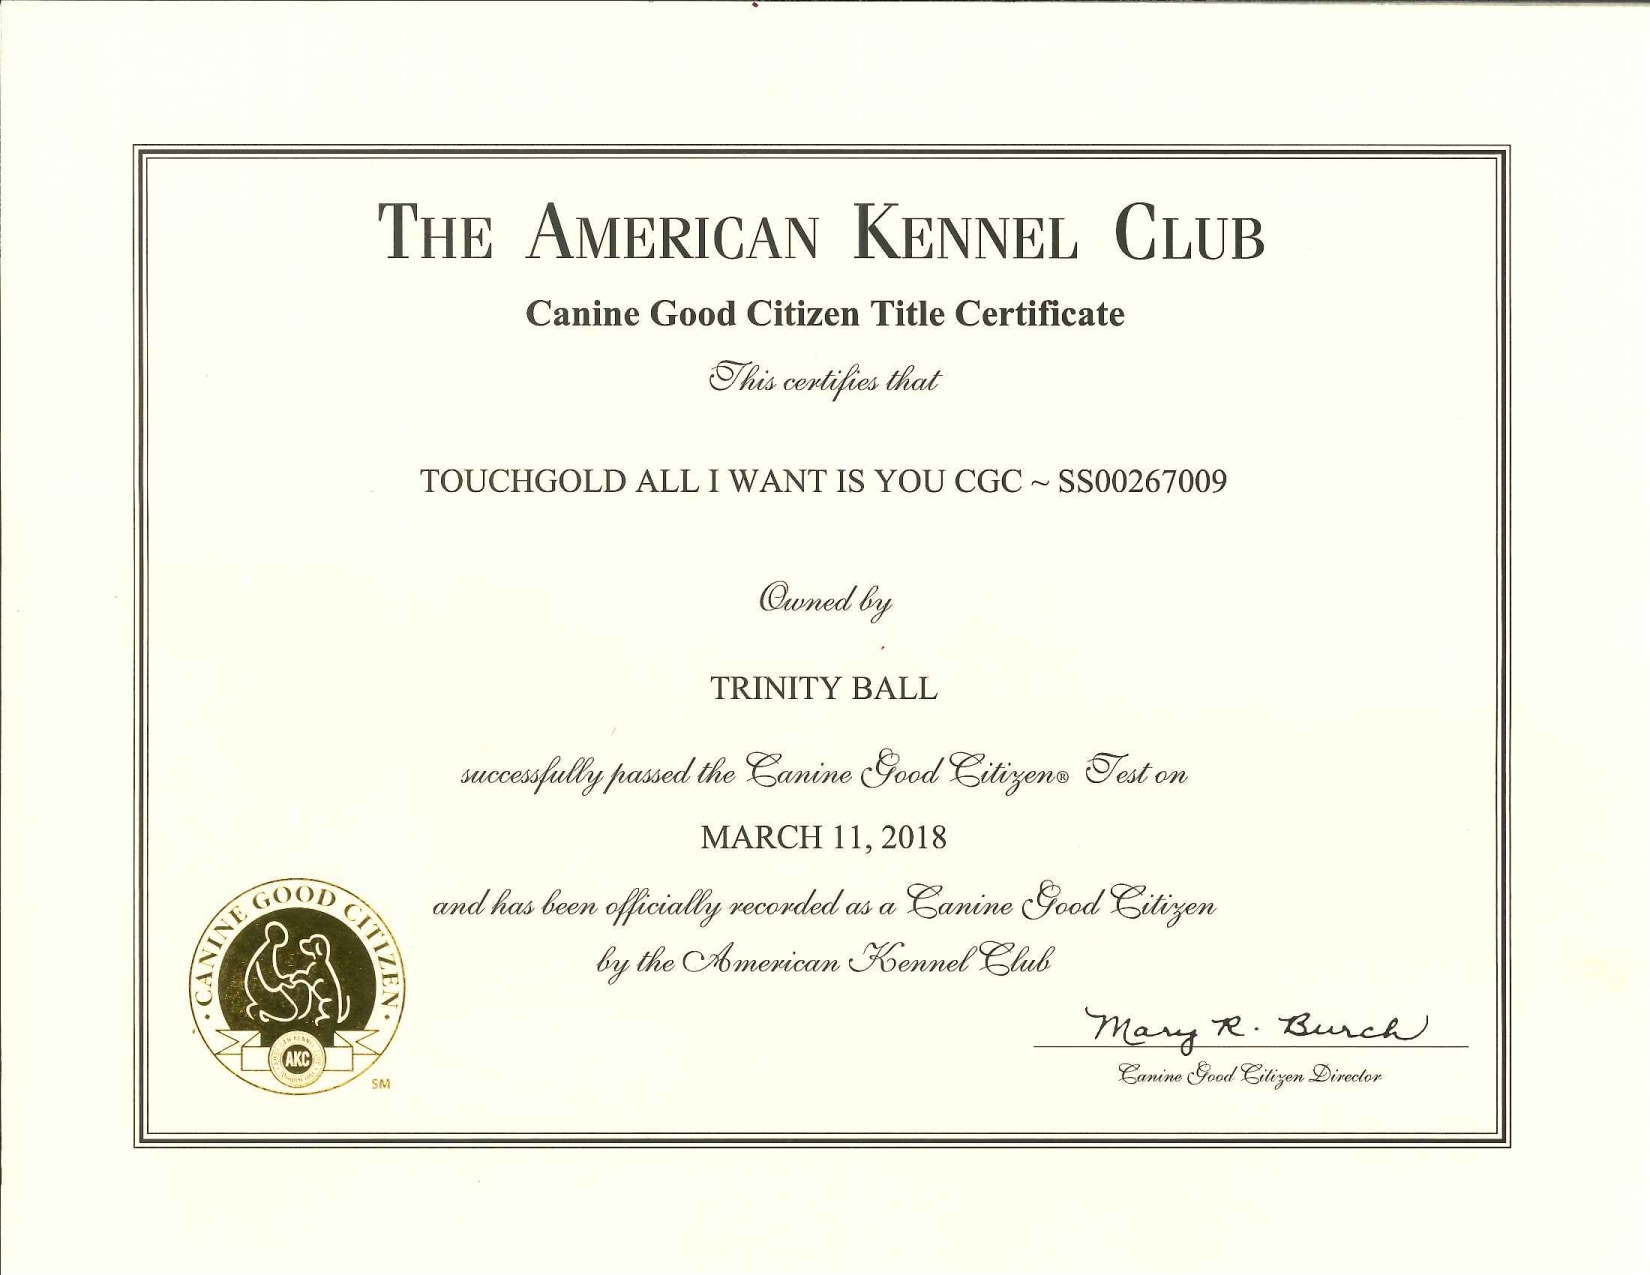 THE AMERICAN KENNEL CLUB
Canine Good Citizen Title Certificate
This certifies that
TOUCHGOLD ALL I WANT IS YOU CGC ~ SS00267009
Owned by
TRINITY BALL
successfully passed the Canine Good Citizen® Test on
MARCH 11, 2018
and has been officially recorded as a Canine Good Citizen
by the American Kennel Club
· CANINE GOOD CITIZEN ·
AKC
SM
Mary R. Burch
Canine Good Citizen Director